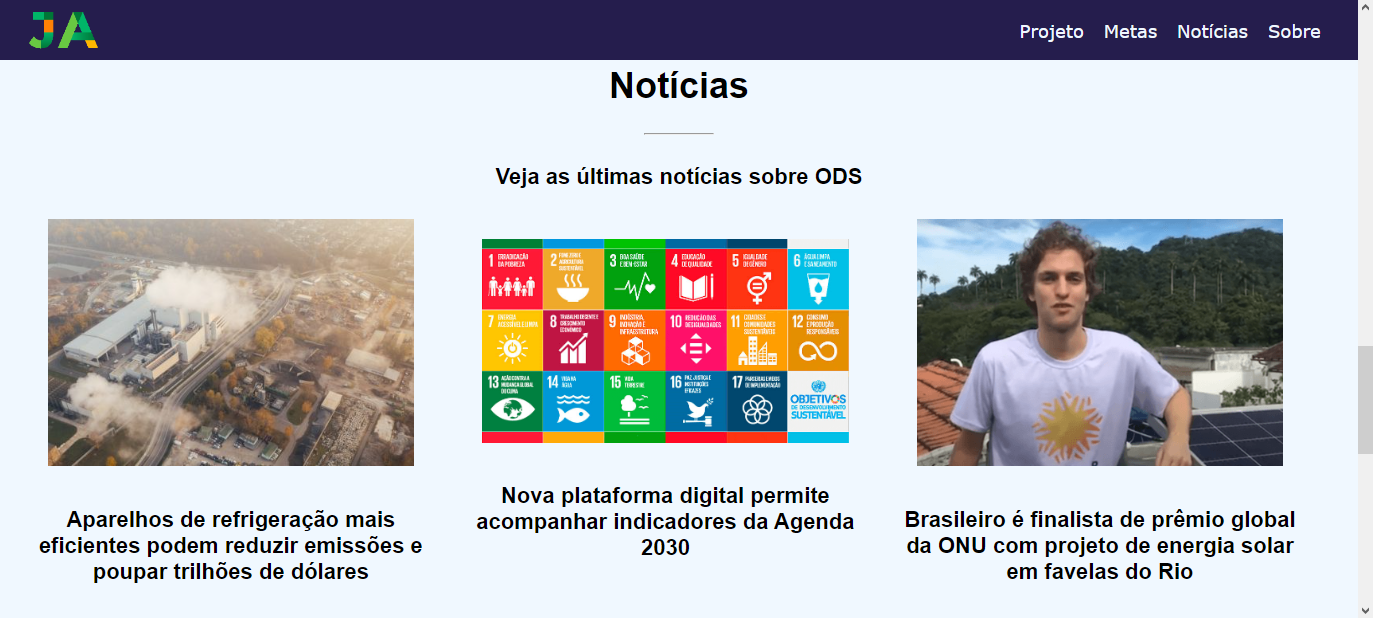 JA
Projeto Metas Notícias Sobre
Notícias
Veja as últimas notícias sobre ODS
1 ERRADICAÇÃO
DA POBREZA
2 FOME ZERO E
AGRICULTURA
SUSTENTÁVEL
3 BOA SAÚDE
E BEM-ESTAR
4 EDUCAÇÃO
DE QUALIDADE
5 IGUALDADE
DE GÊNERO
6 ÁGUA LIMPA
E SANEAMENTO
7 ENERGIA
ACESSÍVEL E LIMPA
8 TRABALHO DECENTE E
CRESCIMENTO
ECONÔMICO
9 INDÚSTRIA,
INOVAÇÃO E
INFRAESTRUTURA
10 REDUÇÃO DAS
DESIGUALDADES
11 CIDADES E
COMUNIDADES
SUSTENTÁVEIS
12 CONSUMO
E PRODUÇÃO
RESPONSÁVEIS
13 AÇÃO CONTRA A
MUDANÇA GLOBAL
DO CLIMA
14 VIDA NA
ÁGUA
15 VIDA
TERRESTRE
16 PAZ, JUSTIÇA E
INSTITUIÇÕES
EFICAZES
17 PARCERIAS E MEIOS
DE IMPLEMENTAÇÃO
OBJETIVOS
DE DESENVOLVIMENTO
SUSTENTÁVEL
Aparelhos de refrigeração mais
eficientes podem reduzir emissões e
poupar trilhões de dólares
Nova plataforma digital permite
acompanhar indicadores da Agenda
2030
Brasileiro é finalista de prêmio global
da ONU com projeto de energia solar
em favelas do Rio